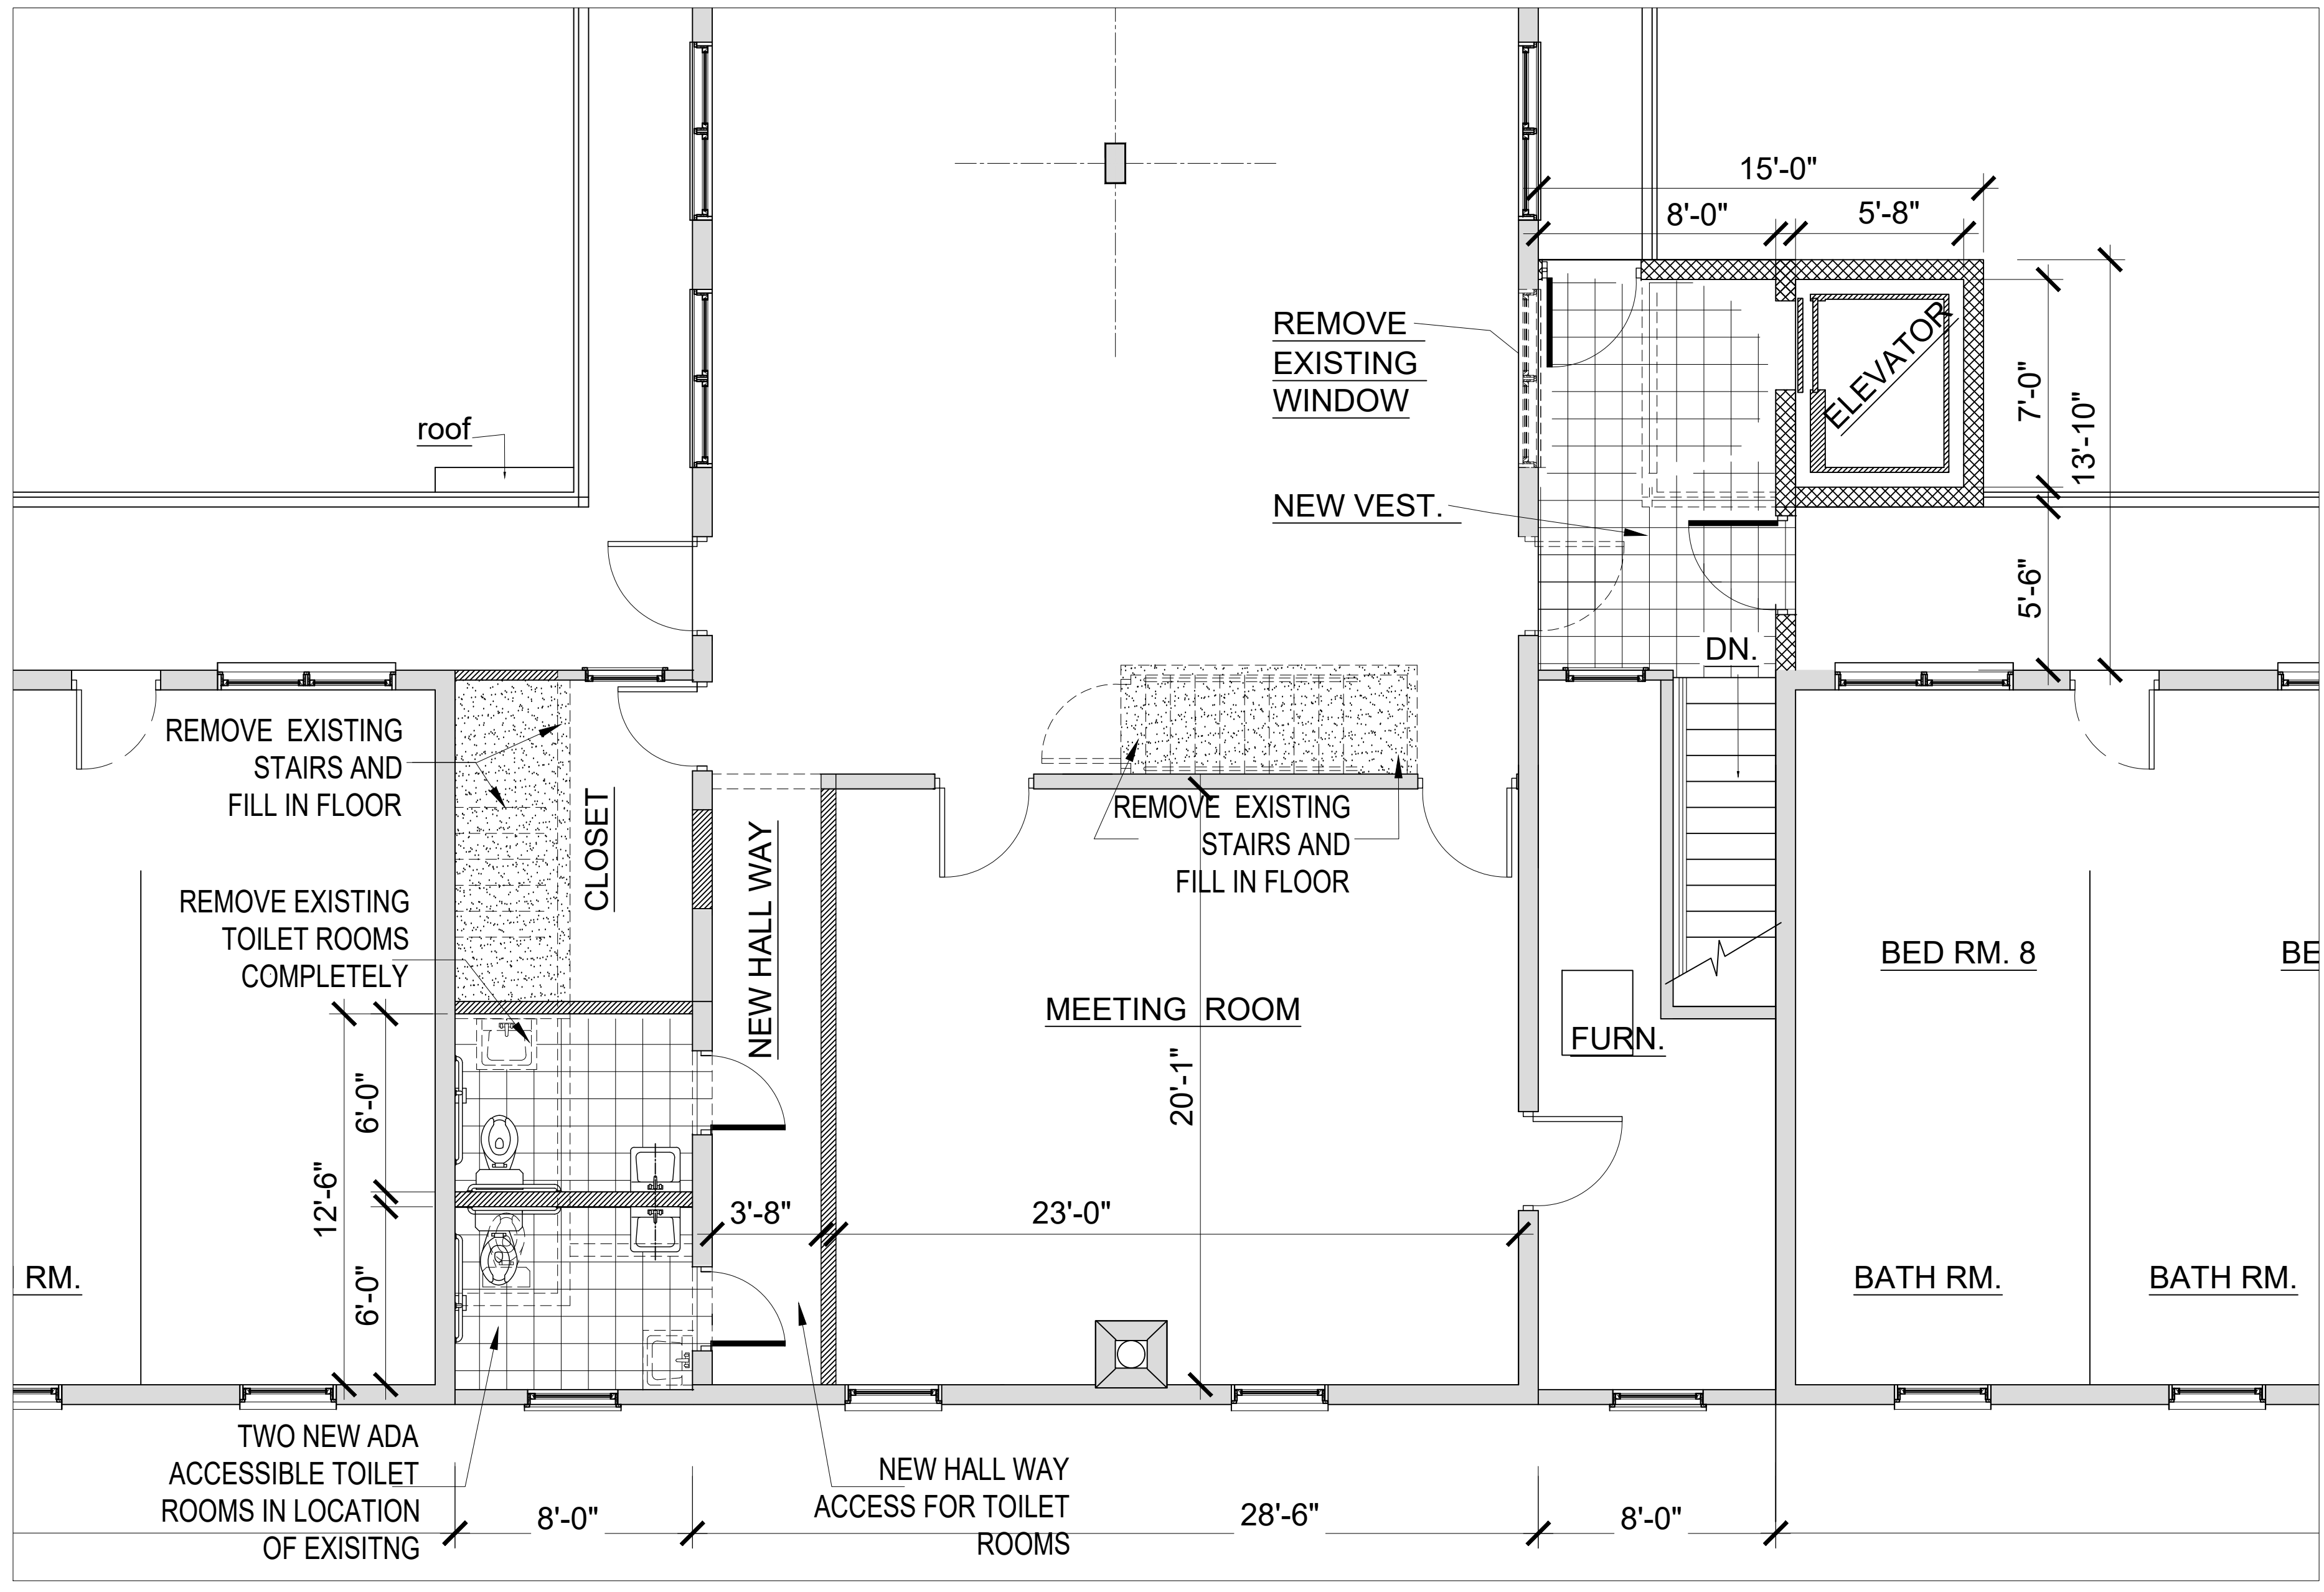 15'-0"
8'-0"
5'-8"
REMOVE
EXISTING
WINDOW
ELEVATOR
7'-0"
13'-10"
roof
NEW VEST.
5'-6"
DN.
REMOVE EXISTING
STAIRS AND
FILL IN FLOOR
CLOSET
NEW HALL WAY
REMOVE EXISTING
STAIRS AND
FILL IN FLOOR
REMOVE EXISTING
TOILET ROOMS
COMPLETELY
MEETING ROOM
FURN.
BED RM. 8
BE
6'-0"
12'-6"
20'-1"
3'-8"
23'-0"
6'-0"
RM.
BATH RM.
BATH RM.
TWO NEW ADA
ACCESSIBLE TOILET
ROOMS IN LOCATION
OF EXISITNG
NEW HALL WAY
ACCESS FOR TOILET
ROOMS
8'-0"
28'-6"
8'-0"